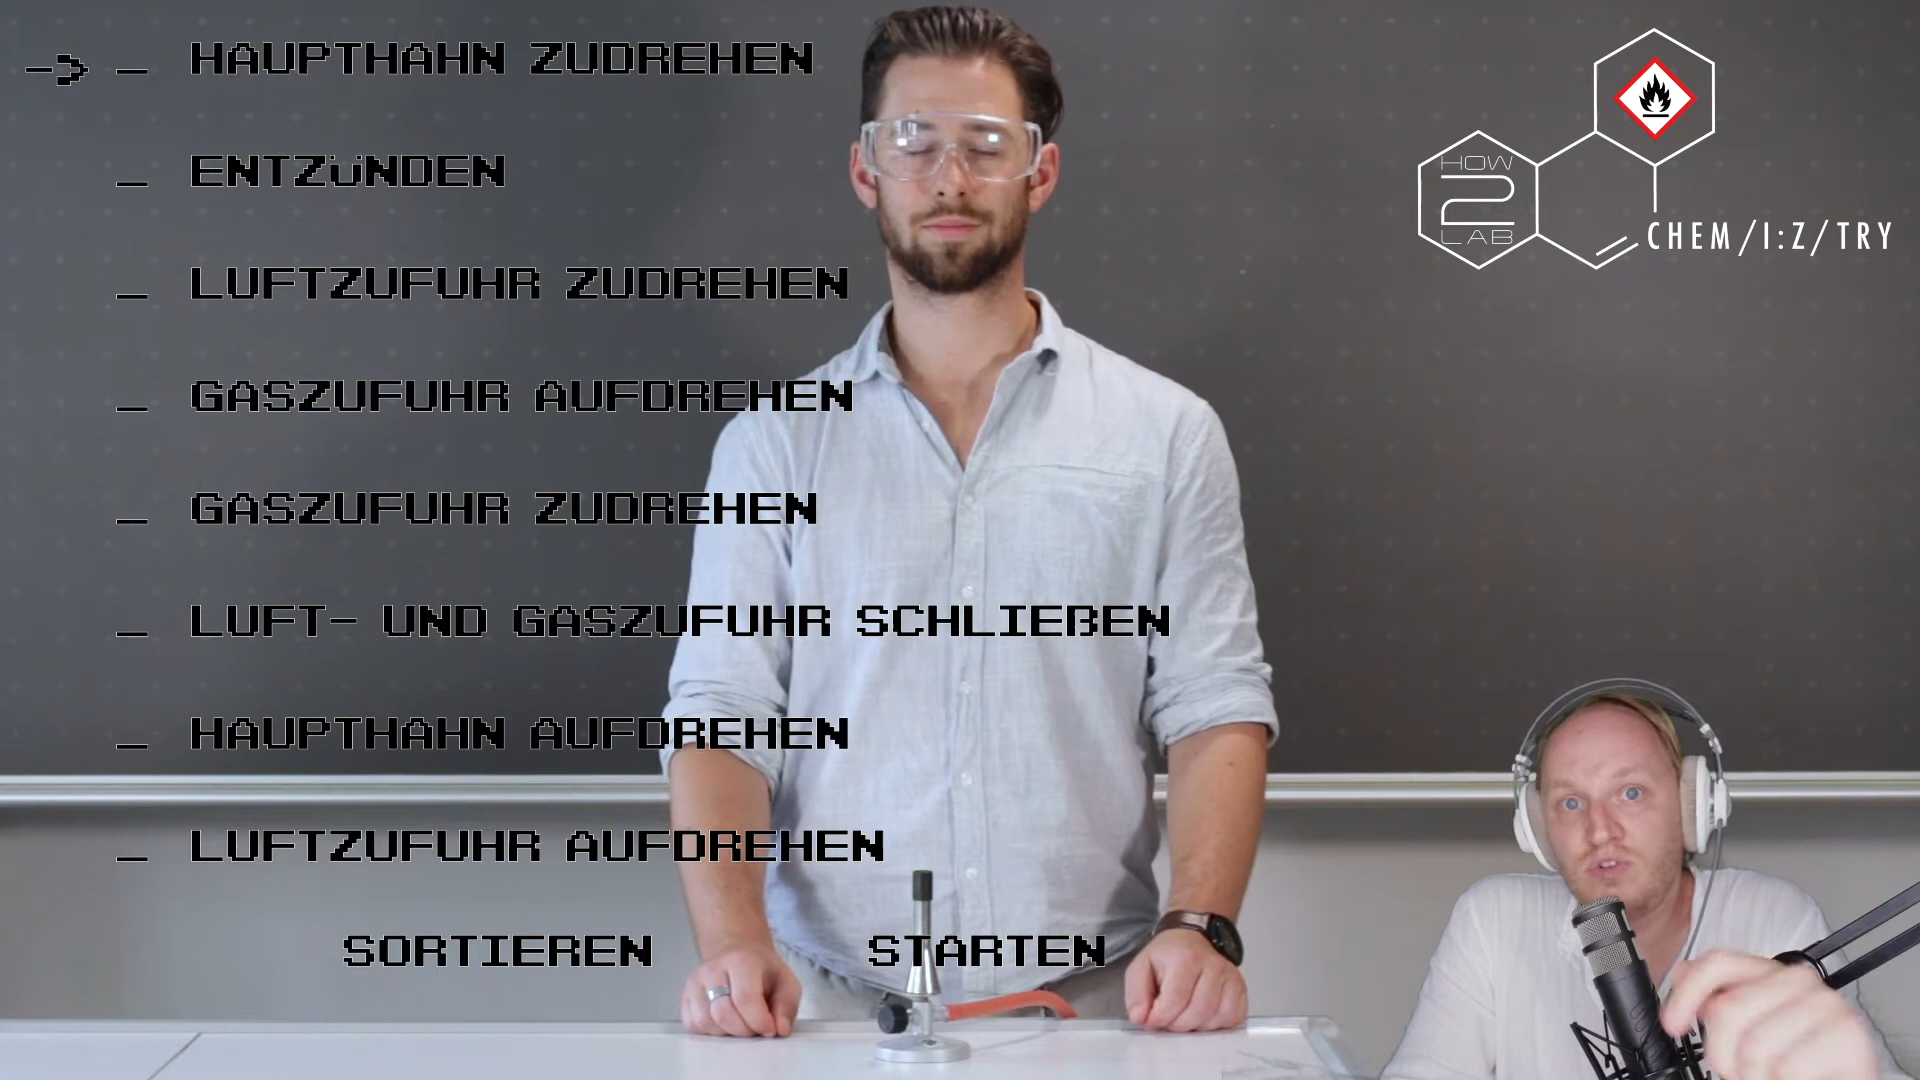 -> _ HAUPTHAHN ZUDREHEN
_ ENTZÜNDEN
_ LUFTZUFUHR ZUDREHEN
_ GASZUFUHR AUFDREHEN
_ GASZUFUHR ZUDREHEN
_ LUFT- UND GASZUFUHR SCHLIEßEN
_ HAUPTHAHN AUFDREHEN
_ LUFTZUFUHR AUFDREHEN
SORTIEREN STARTEN
HOW
2
LAB
CHEM/I:Z/TRY